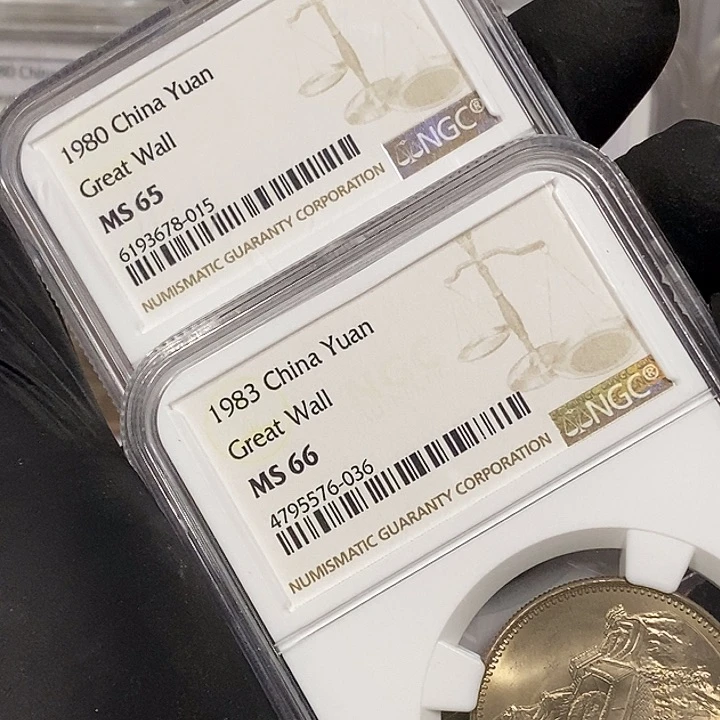 1980 China Yuan
Great Wall
MS 65
6193678-015
NUMISMATIC GUARANTY CORPORATION
NGC®
1983 China Yuan
Great Wall
MS 66
4795576-036
NUMISMATIC GUARANTY CORPORATION
NGC®